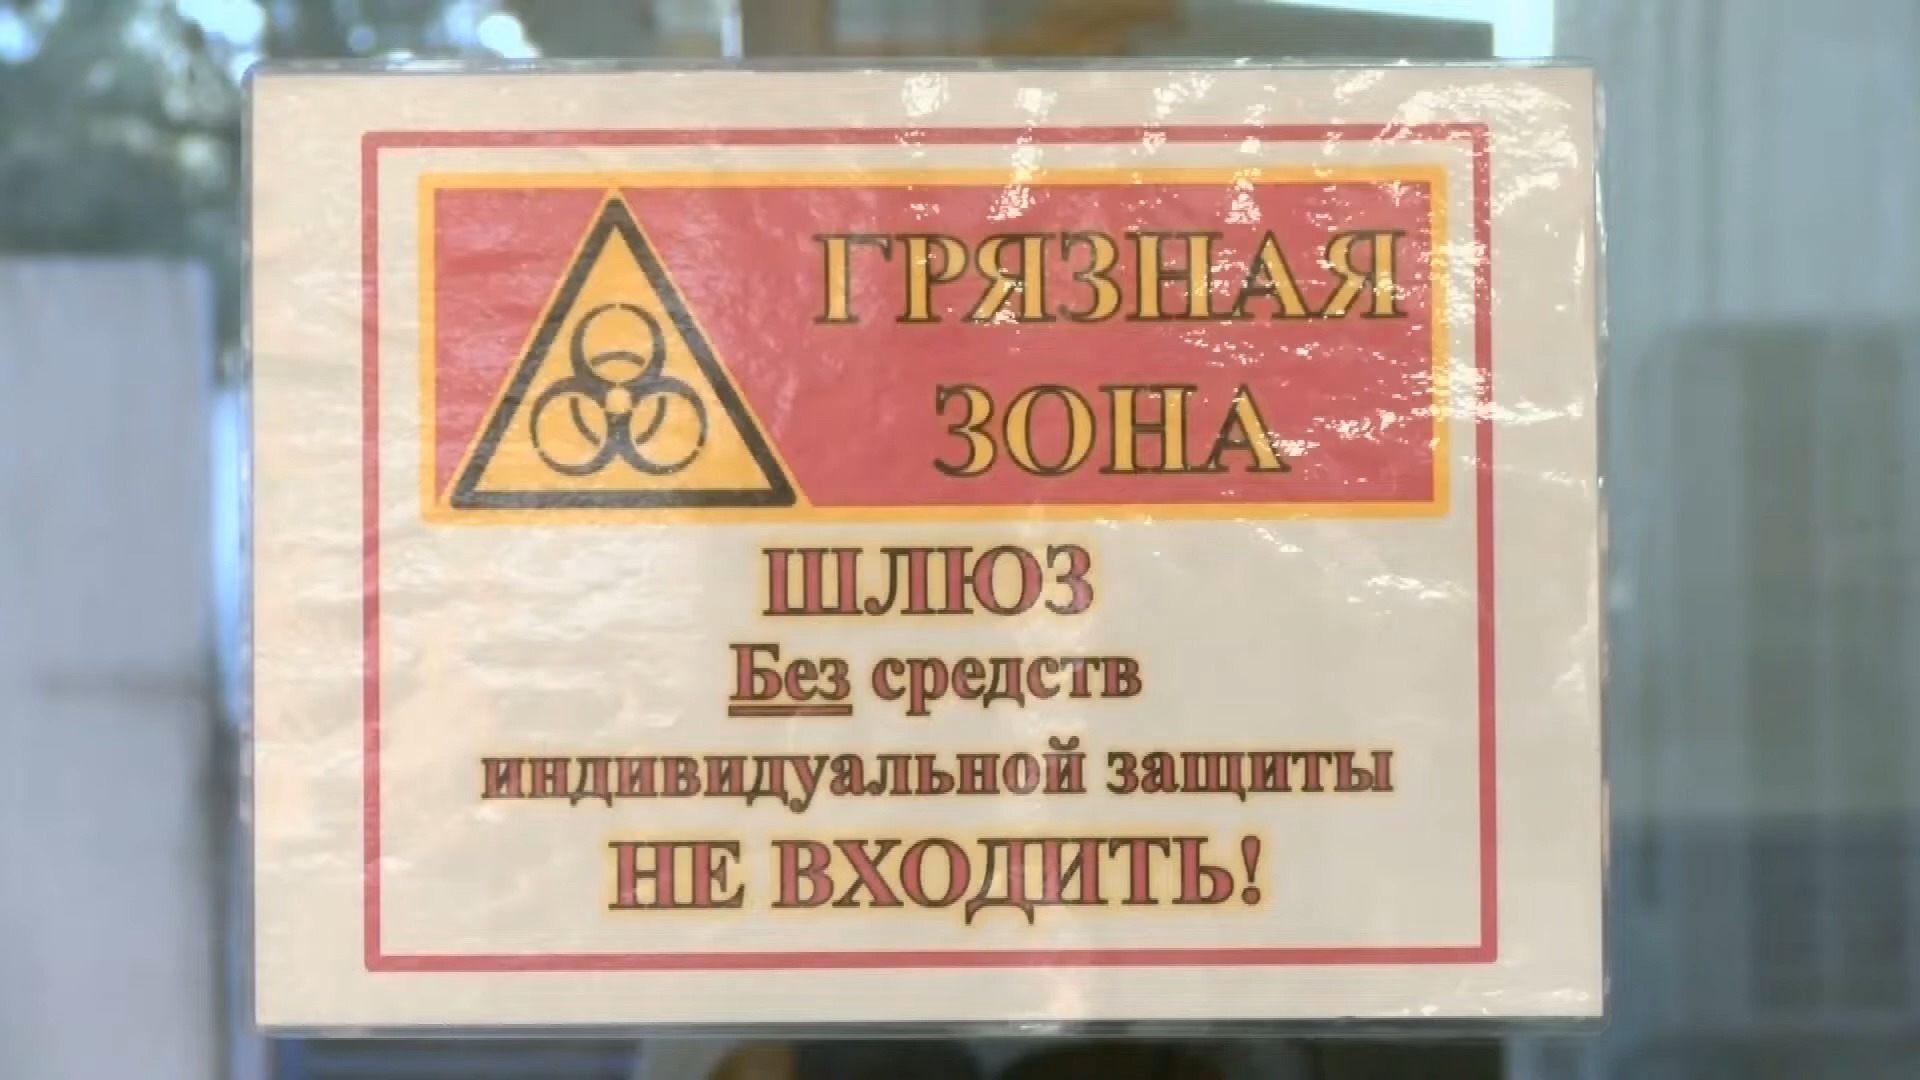 ГРЯЗНАЯ
ЗОНА
ШЛЮЗ
Без средств
индивидуальной защиты
НЕ ВХОДИТЬ!